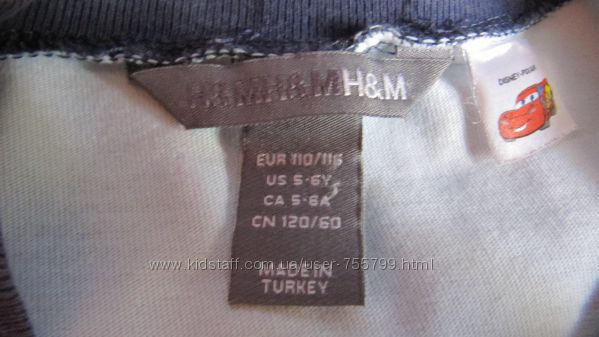 H&MH&MH&M
DISNEY·PIXAR
EUR 110/116
US 5-6Y
CA 5-6A
CN 120/60
www.kidstaff.com.ua/user-755799.html
MADE IN
TURKEY